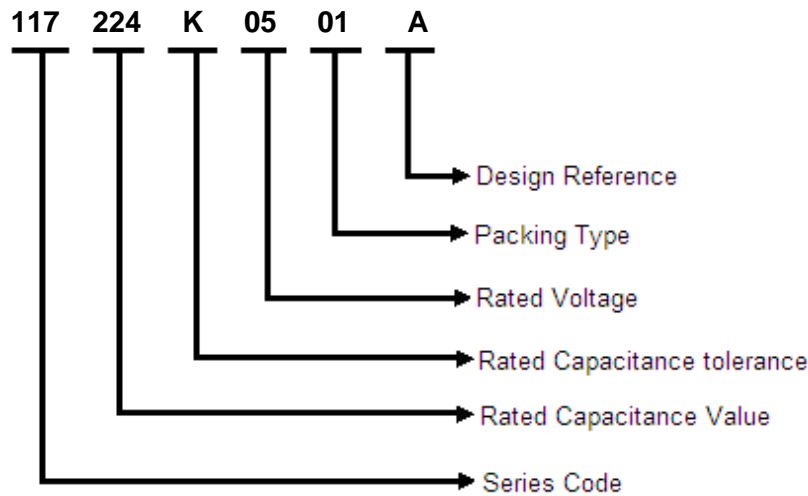 117 224 K 05 01 A
Design Reference
Packing Type
Rated Voltage
Rated Capacitance tolerance
Rated Capacitance Value
Series Code